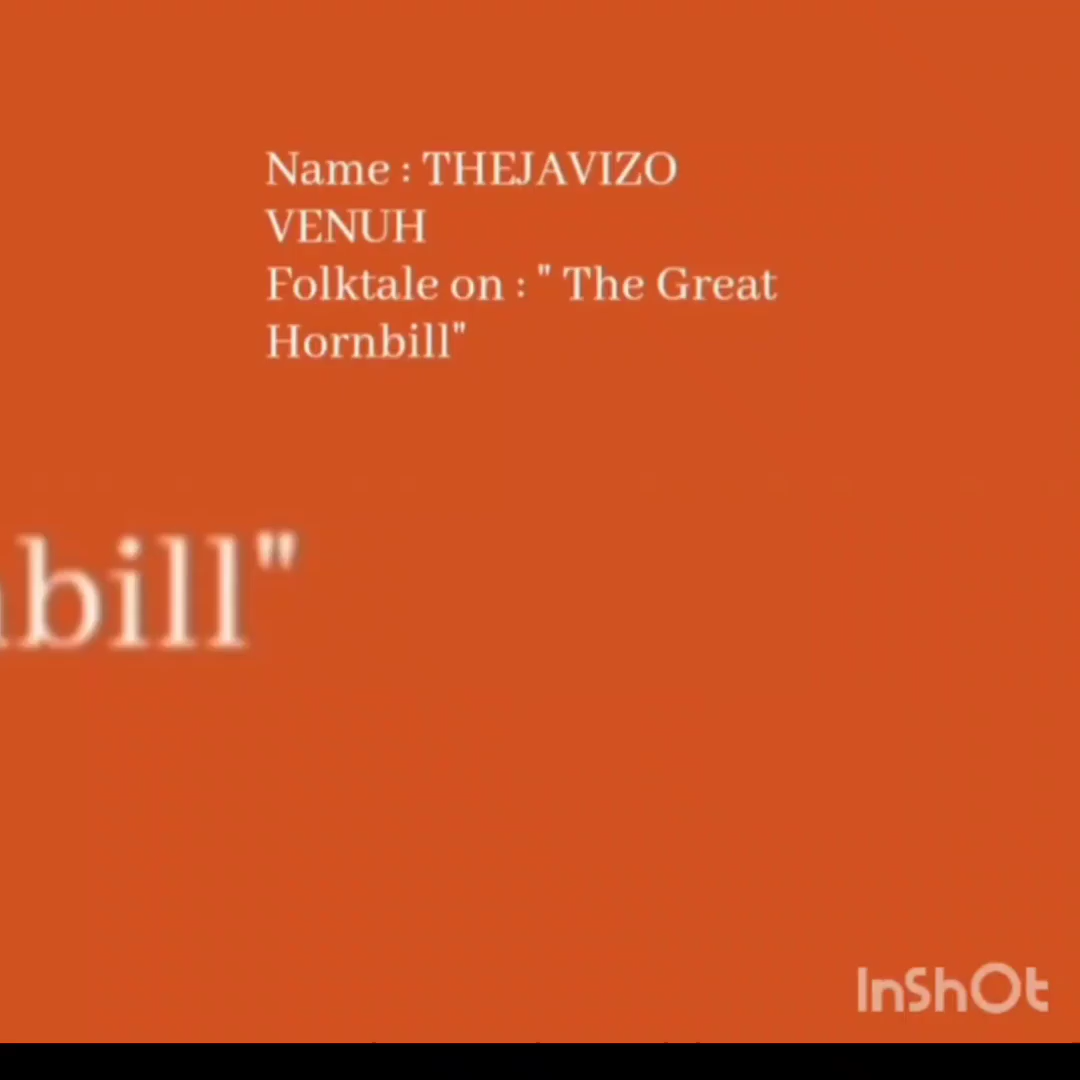 Name : THEJAVIZO
VENUH
Folktale on : " The Great
Hornbill"
bill"
InShOt